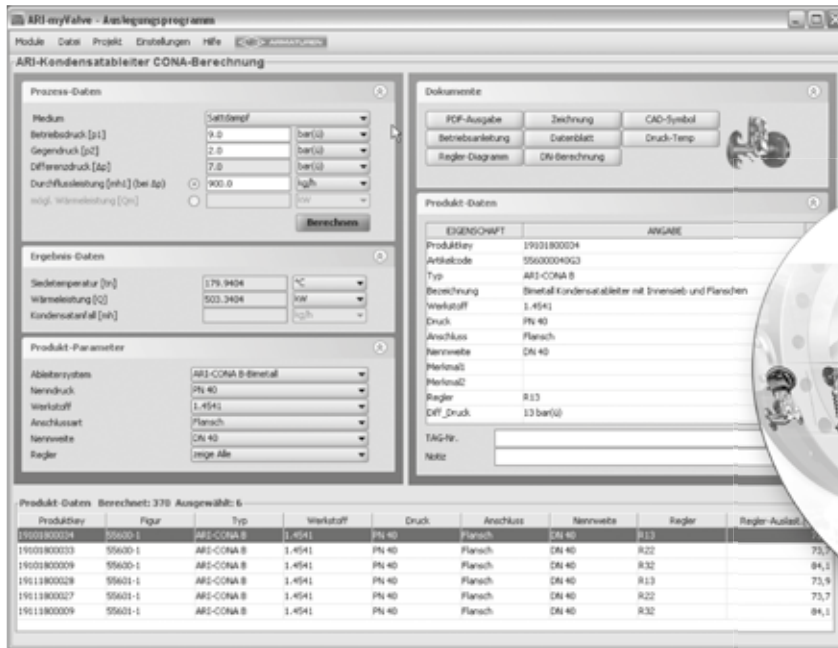 ARI-myValve - Auslegungsprogramm
Module Datei Projekt Einstellungen Hilfe ARI ARMATUREN
ARI-Kondensatableiter CONA-Berechnung
Prozess-Daten
Medium Sattdampf
Betriebsdruck [p1] 9.0 bar(ü)
Gegendruck [p2] 2.0 bar(ü)
Differenzdruck [Δp] 7.0 bar(ü)
Durchflussleistung [mh1] (bei Δp) 900.0 kg/h
mögl. Wärmeleistung [Qm] kW
Berechnen
Ergebnis-Daten
Siedetemperatur [tn] 179.9404 °C
Wärmeleistung [Q] 503.3404 kW
Kondensatanfall [mh] kg/h
Produkt-Parameter
Ableitersystem ARI-CONA B-Bimetall
Nenndruck PN 40
Werkstoff 1.4541
Anschlussart Flansch
Nennweite DN 40
Regler zeige Alle
Dokumente
PDF-Ausgabe Zeichnung CAD-Symbol
Betriebsanleitung Datenblatt Druck-Temp
Regler-Diagramm DN-Berechnung
Produkt-Daten
EIGENSCHAFT ANGABE
Produktkey 19101800034
Artikelcode
Typ ARI-CONA B
Bezeichnung Bimetall Kondensatableiter mit Innensieb und Flanschen
Werkstoff 1.4541
Druck PN 40
Anschluss Flansch
Nennweite DN 40
Merkmal1
Merkmal2
Regler R13
Diff_Druck 13 bar(ü)
TAG-Nr.
Notiz
Produkt-Daten Berechnet: 370 Ausgewählt: 6
Produktkey Figur Typ Werkstoff Druck Anschluss Nennweite Regler Regler-Auslast.
19101800034 55600-1 ARI-CONA B 1.4541 PN 40 Flansch DN 40 R13
19101800033 55600-1 ARI-CONA B 1.4541 PN 40 Flansch DN 40 R22 73,7
19101800009 55600-1 ARI-CONA B 1.4541 PN 40 Flansch DN 40 R32 84,1
19111800028 55601-1 ARI-CONA B 1.4541 PN 40 Flansch DN 40 R13 73,9
19111800027 55601-1 ARI-CONA B 1.4541 PN 40 Flansch DN 40 R22 73,7
19111800009 55601-1 ARI-CONA B 1.4541 PN 40 Flansch DN 40 R32 84,1